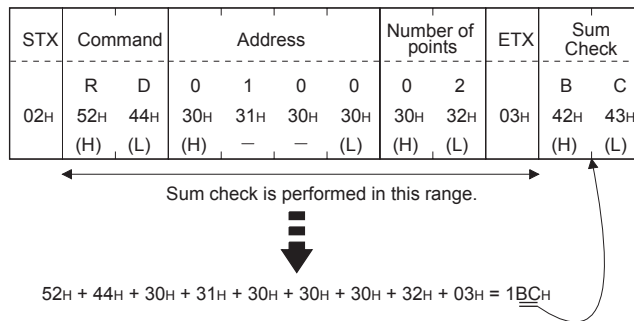 STX Command Address Number of points ETX Sum Check
R D 0 1 0 0 0 2 B C
02H 52H 44H 30H 31H 30H 30H 30H 32H 03H 42H 43H
(H) (L) (H) – – (L) (H) (L) (H) (L)
Sum check is performed in this range.
52H + 44H + 30H + 31H + 30H + 30H + 30H + 32H + 03H = 1BCH